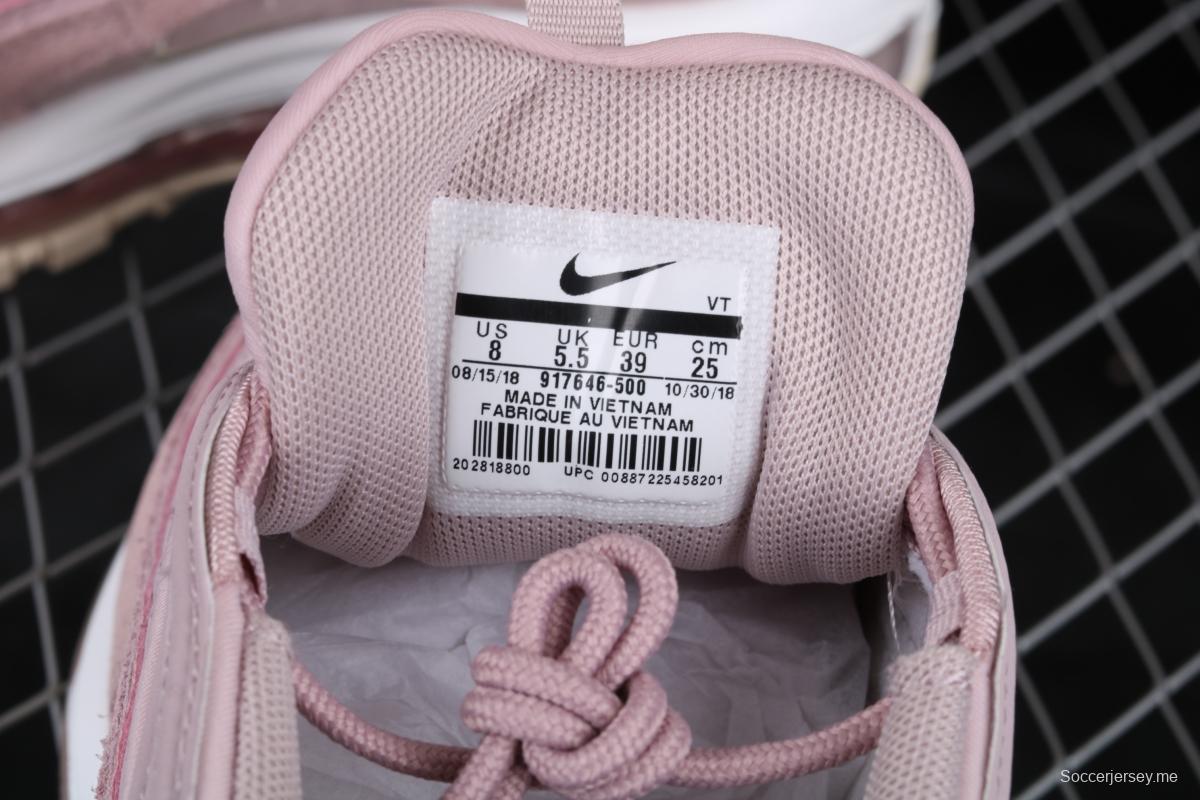 VT
US UK EUR cm
8 5.5 39 25
08/15/18 917646-500 10/30/18
MADE IN VIETNAM
FABRIQUE AU VIETNAM
202818800 UPC 00887225458201
Soccerjersey.me